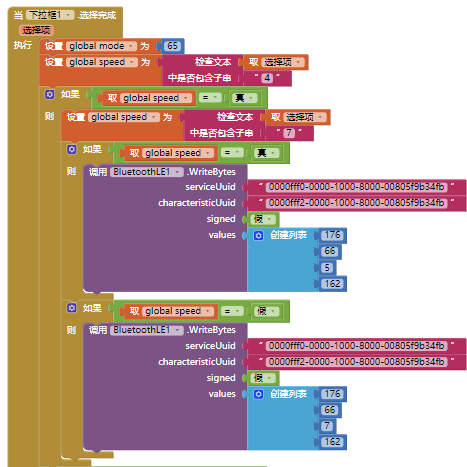 当 下拉框1 .选择完成
选择项
执行 设置 global mode 为 65
设置 global speed 为 检查文本 取 选择项
中是否包含子串 " 4 "
如果 取 global speed = 真
则 设置 global speed 为 检查文本 取 选择项
中是否包含子串 " 7 "
如果 取 global speed = 真
则 调用 BluetoothLE1 .WriteBytes
serviceUuid " 0000fff0-0000-1000-8000-00805f9b34fb "
characteristicUuid " 0000fff2-0000-1000-8000-00805f9b34fb "
signed 假
values 创建列表 176
66
5
162
如果 取 global speed = 假
则 调用 BluetoothLE1 .WriteBytes
serviceUuid " 0000fff0-0000-1000-8000-00805f9b34fb "
characteristicUuid " 0000fff2-0000-1000-8000-00805f9b34fb "
signed 假
values 创建列表 176
66
7
162